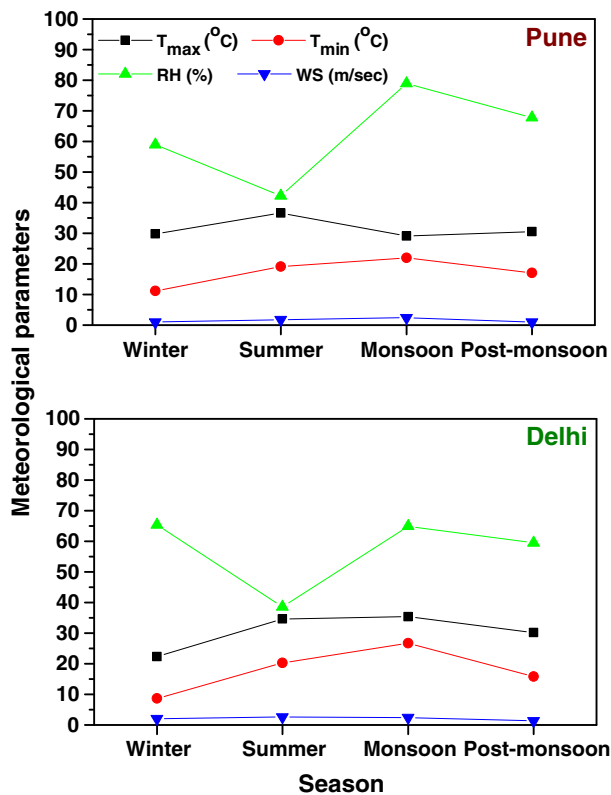 Meteorological parameters
100
90
80
70
60
50
40
30
20
10
0
Tmax (°C) Tmin (°C)
RH (%) WS (m/sec)
Pune
Winter Summer Monsoon Post-monsoon
100
90
80
70
60
50
40
30
20
10
0
Delhi
Winter Summer Monsoon Post-monsoon
Season